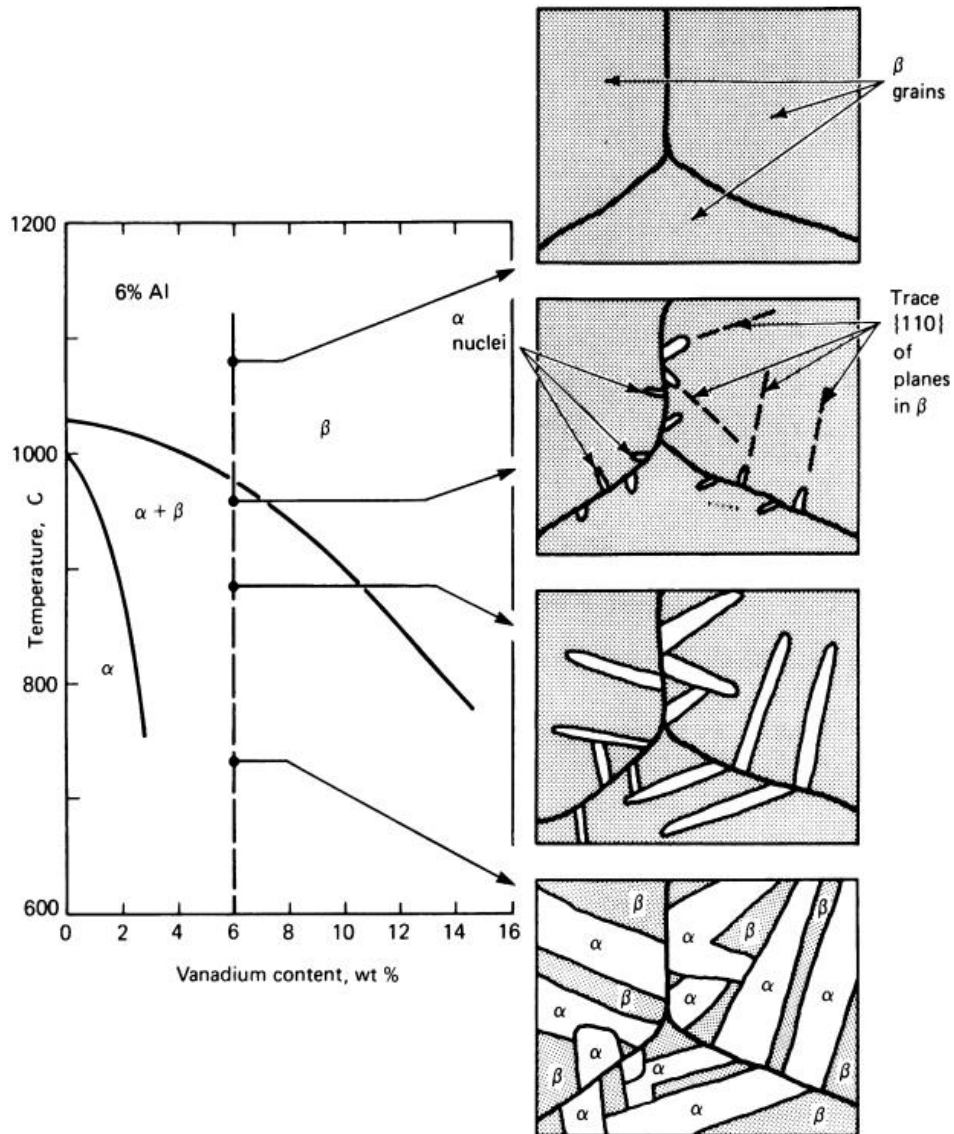 β
grains
1200
6% Al
α
nuclei
Trace
{110}
of
planes
in β
β
1000
α + β
Temperature, C
800
α
600
0 2 4 6 8 10 12 14 16
Vanadium content, wt %
β
α
β
α
β
α
β
α
α
β
α
α
α
β
α
α
β
β